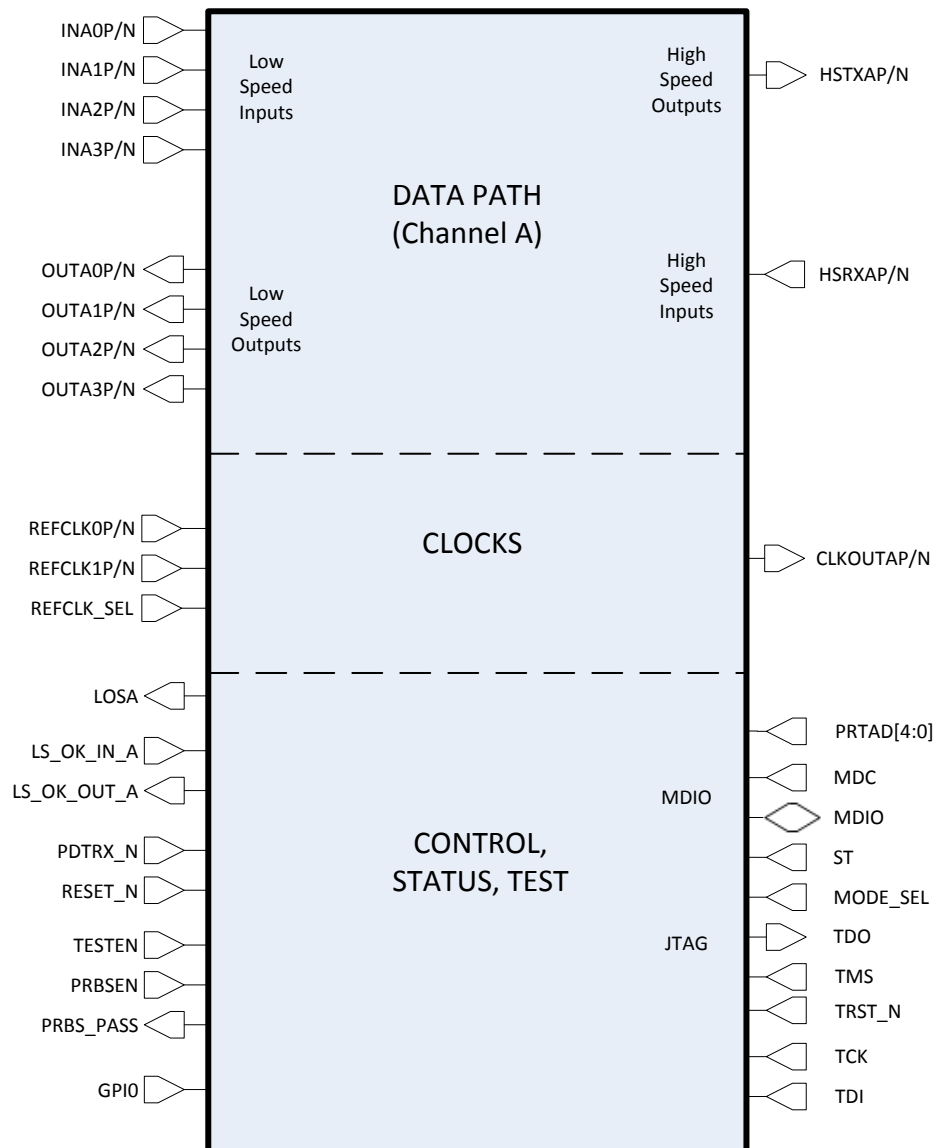 INA0P/N
INA1P/N
INA2P/N
INA3P/N
Low
Speed
Inputs
High
Speed
Outputs
HSTXAP/N
DATA PATH
(Channel A)
OUTA0P/N
OUTA1P/N
OUTA2P/N
OUTA3P/N
Low
Speed
Outputs
High
Speed
Inputs
HSRXAP/N
REFCLK0P/N
REFCLK1P/N
REFCLK_SEL
CLOCKS
CLKOUTAP/N
LOSA
LS_OK_IN_A
LS_OK_OUT_A
PDTRX_N
RESET_N
TESTEN
PRBSEN
PRBS_PASS
GPI0
CONTROL,
STATUS, TEST
MDIO
JTAG
PRTAD[4:0]
MDC
MDIO
ST
MODE_SEL
TDO
TMS
TRST_N
TCK
TDI